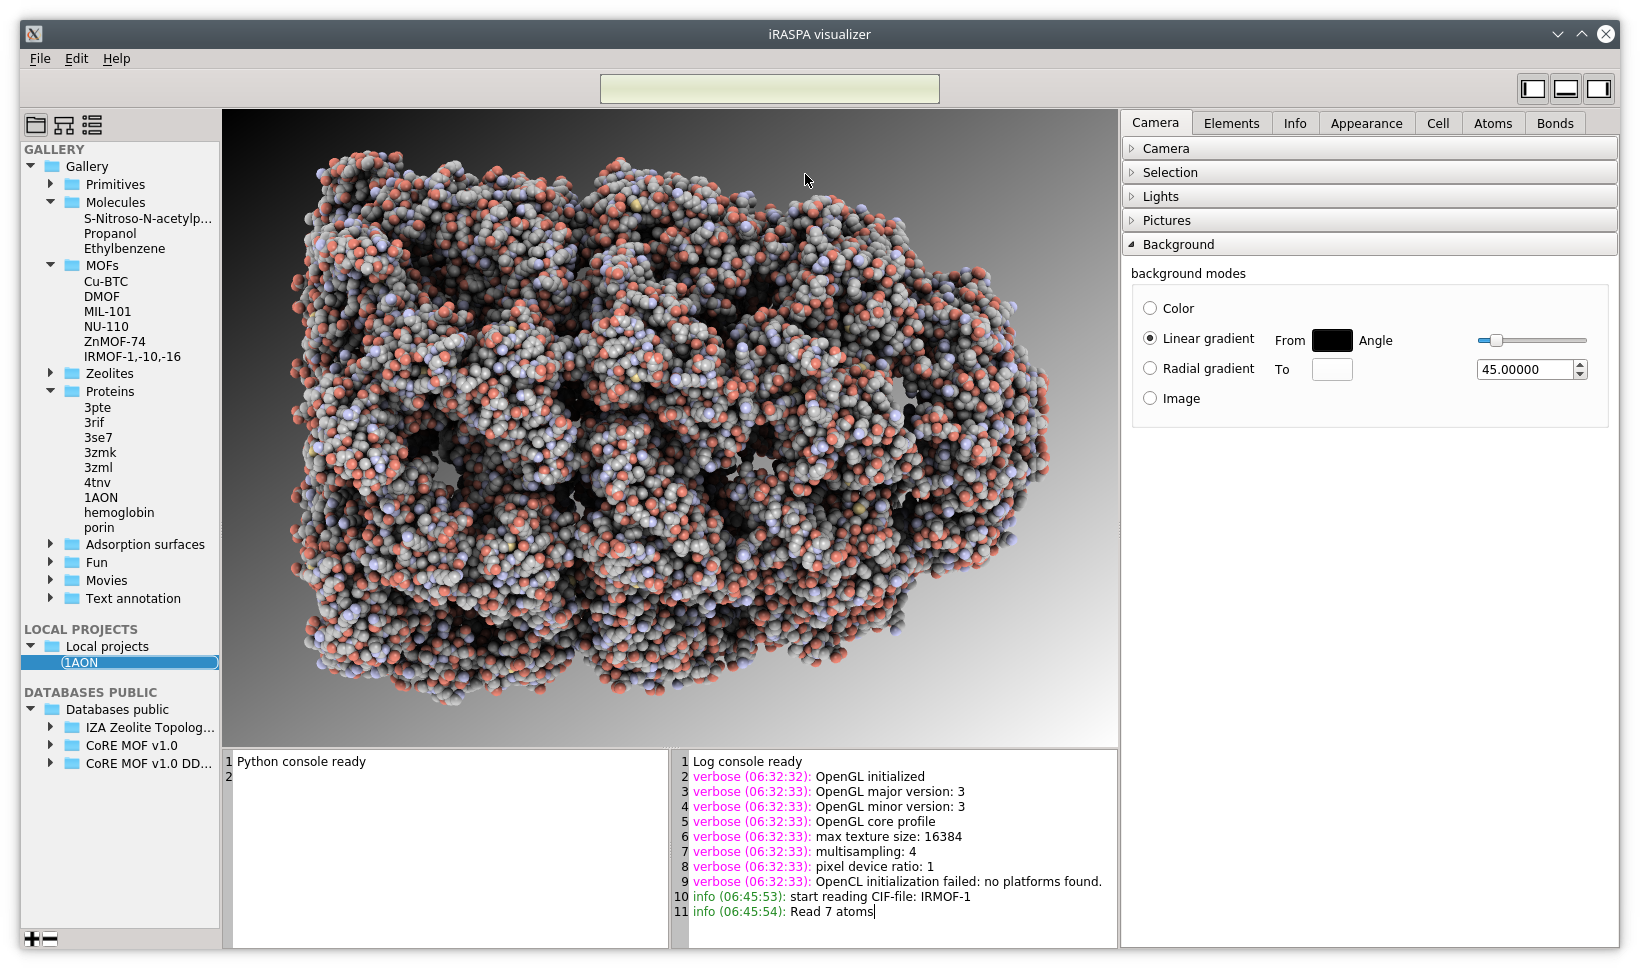 iRASPA visualizer
File Edit Help
Camera Elements Info Appearance Cell Atoms Bonds
GALLERY
Gallery
Primitives
Molecules
S-Nitroso-N-acetylp...
Propanol
Ethylbenzene
MOFs
Cu-BTC
DMOF
MIL-101
NU-110
ZnMOF-74
IRMOF-1,-10,-16
Zeolites
Proteins
3pte
3rif
3se7
3zmk
3zml
4tnv
1AON
hemoglobin
porin
Adsorption surfaces
Fun
Movies
Text annotation
LOCAL PROJECTS
Local projects
1AON
DATABASES PUBLIC
Databases public
IZA Zeolite Topolog...
CoRE MOF v1.0
CoRE MOF v1.0 DD...
Camera
Selection
Lights
Pictures
Background
background modes
Color
Linear gradient From Angle
Radial gradient To 45.00000
Image
1 Python console ready
2
1 Log console ready
2 verbose (06:32:32): OpenGL initialized
3 verbose (06:32:33): OpenGL major version: 3
4 verbose (06:32:33): OpenGL minor version: 3
5 verbose (06:32:33): OpenGL core profile
6 verbose (06:32:33): max texture size: 16384
7 verbose (06:32:33): multisampling: 4
8 verbose (06:32:33): pixel device ratio: 1
9 verbose (06:32:33): OpenCL initialization failed: no platforms found.
10 info (06:45:53): start reading CIF-file: IRMOF-1
11 info (06:45:54): Read 7 atoms